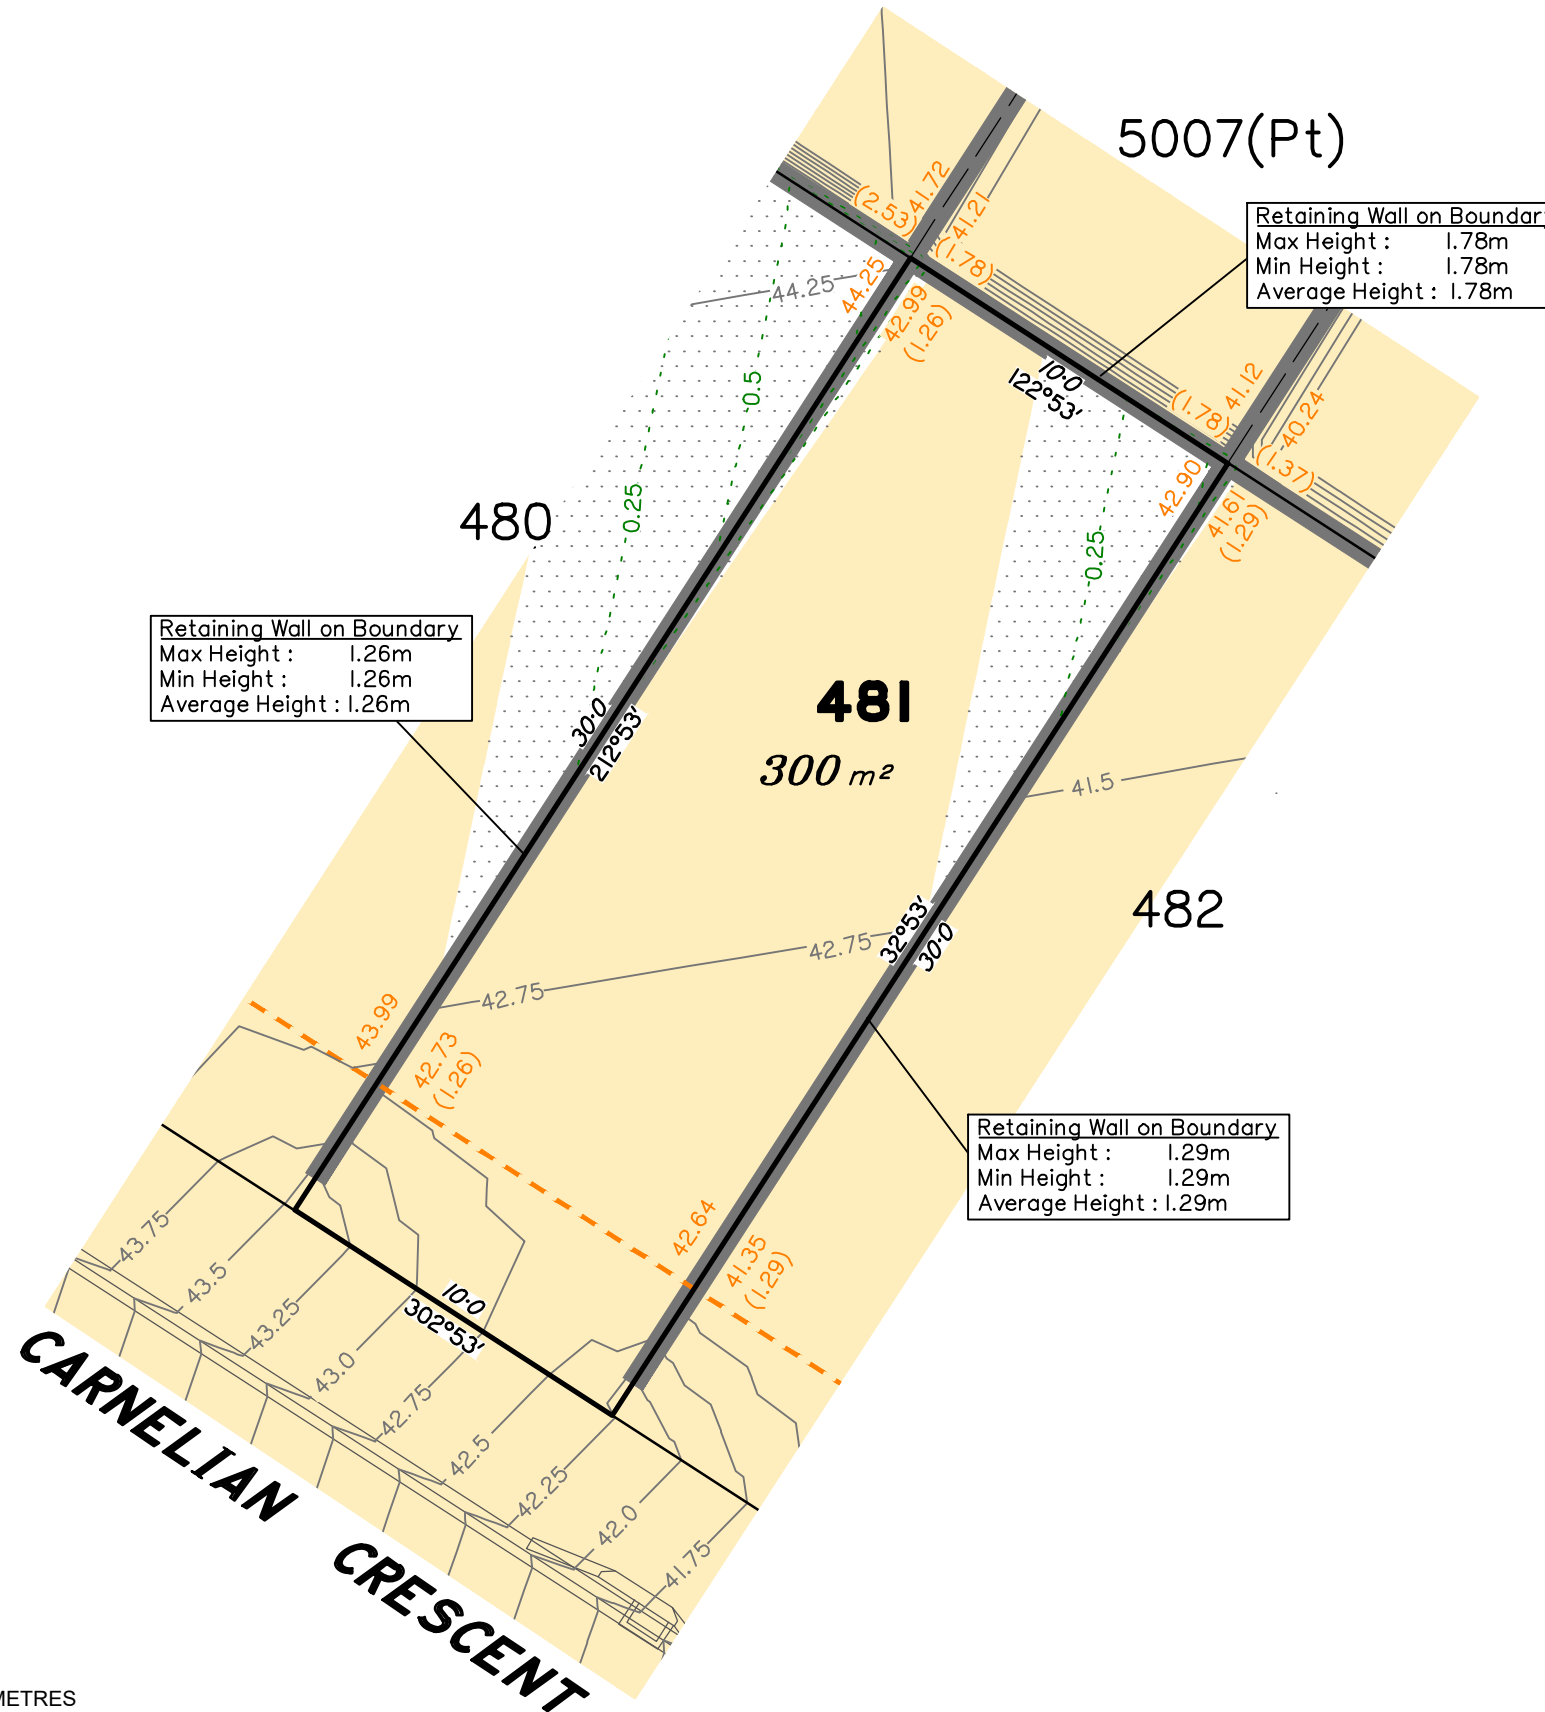 5007(Pt)
Retaining Wall on Boundary
Max Height : 1.78m
Min Height : 1.78m
Average Height : 1.78m
(2.53)
41.72
41.21
(1.78)
44.25
44.25
42.99
(1.26)
10·0
122°53'
(1.78)
41.12
40.24
(1.37)
42.90
41.61
(1.29)
0.5
0.25
0.25
480
Retaining Wall on Boundary
Max Height : 1.26m
Min Height : 1.26m
Average Height : 1.26m
30·0
212°53'
481
300 m²
41.5
482
32°53'
30·0
42.75
42.75
43.99
42.73
(1.26)
Retaining Wall on Boundary
Max Height : 1.29m
Min Height : 1.29m
Average Height : 1.29m
42.64
41.35
(1.29)
10·0
302°53'
43.75
43.5
43.25
43.0
42.75
42.5
42.25
42.0
41.75
CARNELIAN CRESCENT
METRES